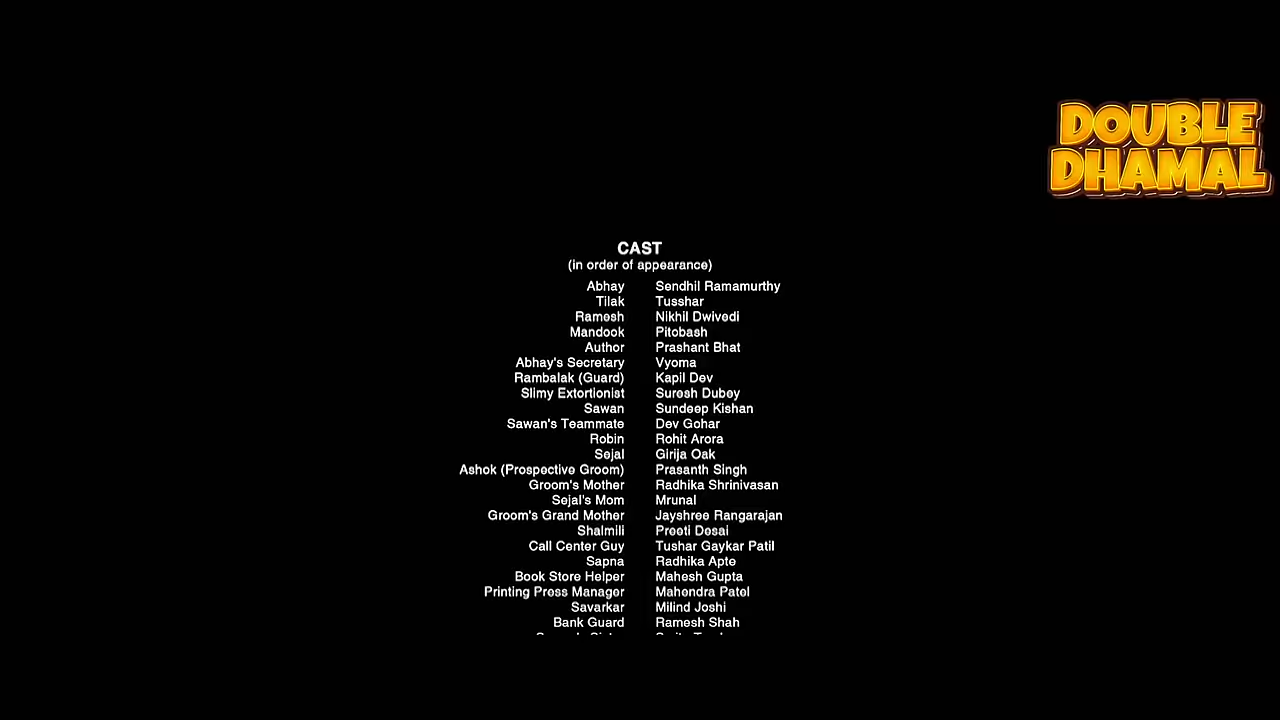 DOUBLE
DHAMAL
CAST
(in order of appearance)
Abhay Sendhil Ramamurthy
Tilak Tusshar
Ramesh Nikhil Dwivedi
Mandook Pitobash
Author Prashant Bhat
Abhay's Secretary Vyoma
Rambalak (Guard) Kapil Dev
Slimy Extortionist Suresh Dubey
Sawan Sundeep Kishan
Sawan's Teammate Dev Gohar
Robin Rohit Arora
Sejal Girija Oak
Ashok (Prospective Groom) Prasanth Singh
Groom's Mother Radhika Shrinivasan
Sejal's Mom Mrunal
Groom's Grand Mother Jayshree Rangarajan
Shalmili Preeti Desai
Call Center Guy Tushar Gaykar Patil
Sapna Radhika Apte
Book Store Helper Mahesh Gupta
Printing Press Manager Mahendra Patel
Savarkar Milind Joshi
Bank Guard Ramesh Shah